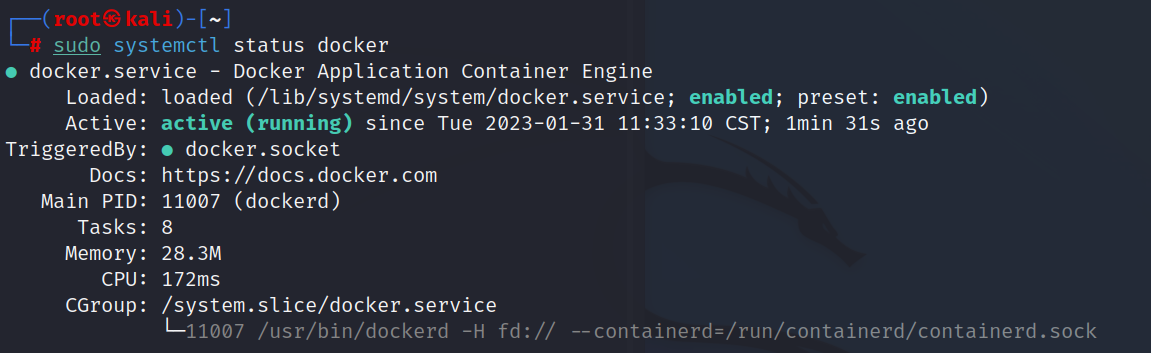 ┌──(root㉿kali)-[~]
└─# sudo systemctl status docker
● docker.service - Docker Application Container Engine
     Loaded: loaded (/lib/systemd/system/docker.service; enabled; preset: enabled)
     Active: active (running) since Tue 2023-01-31 11:33:10 CST; 1min 31s ago
TriggeredBy: ● docker.socket
       Docs: https://docs.docker.com
   Main PID: 11007 (dockerd)
      Tasks: 8
     Memory: 28.3M
        CPU: 172ms
     CGroup: /system.slice/docker.service
             └─11007 /usr/bin/dockerd -H fd:// --containerd=/run/containerd/containerd.sock